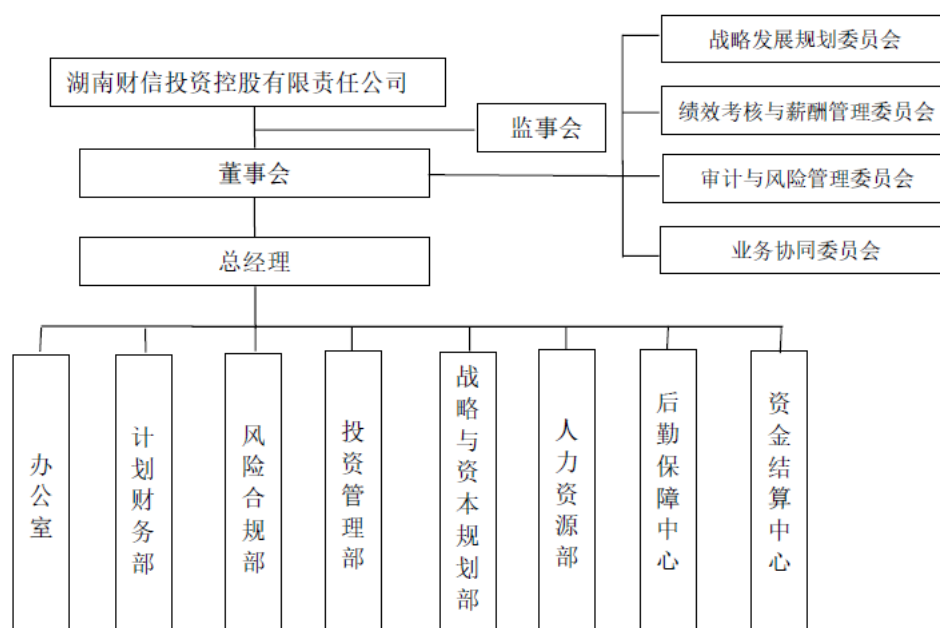 战略发展规划委员会
湖南财信投资控股有限责任公司
绩效考核与薪酬管理委员会
监事会
董事会
审计与风险管理委员会
总经理
业务协同委员会
办公室
计划财务部
风险合规部
投资管理部
战略与资本规划部
人力资源部
后勤保障中心
资金结算中心